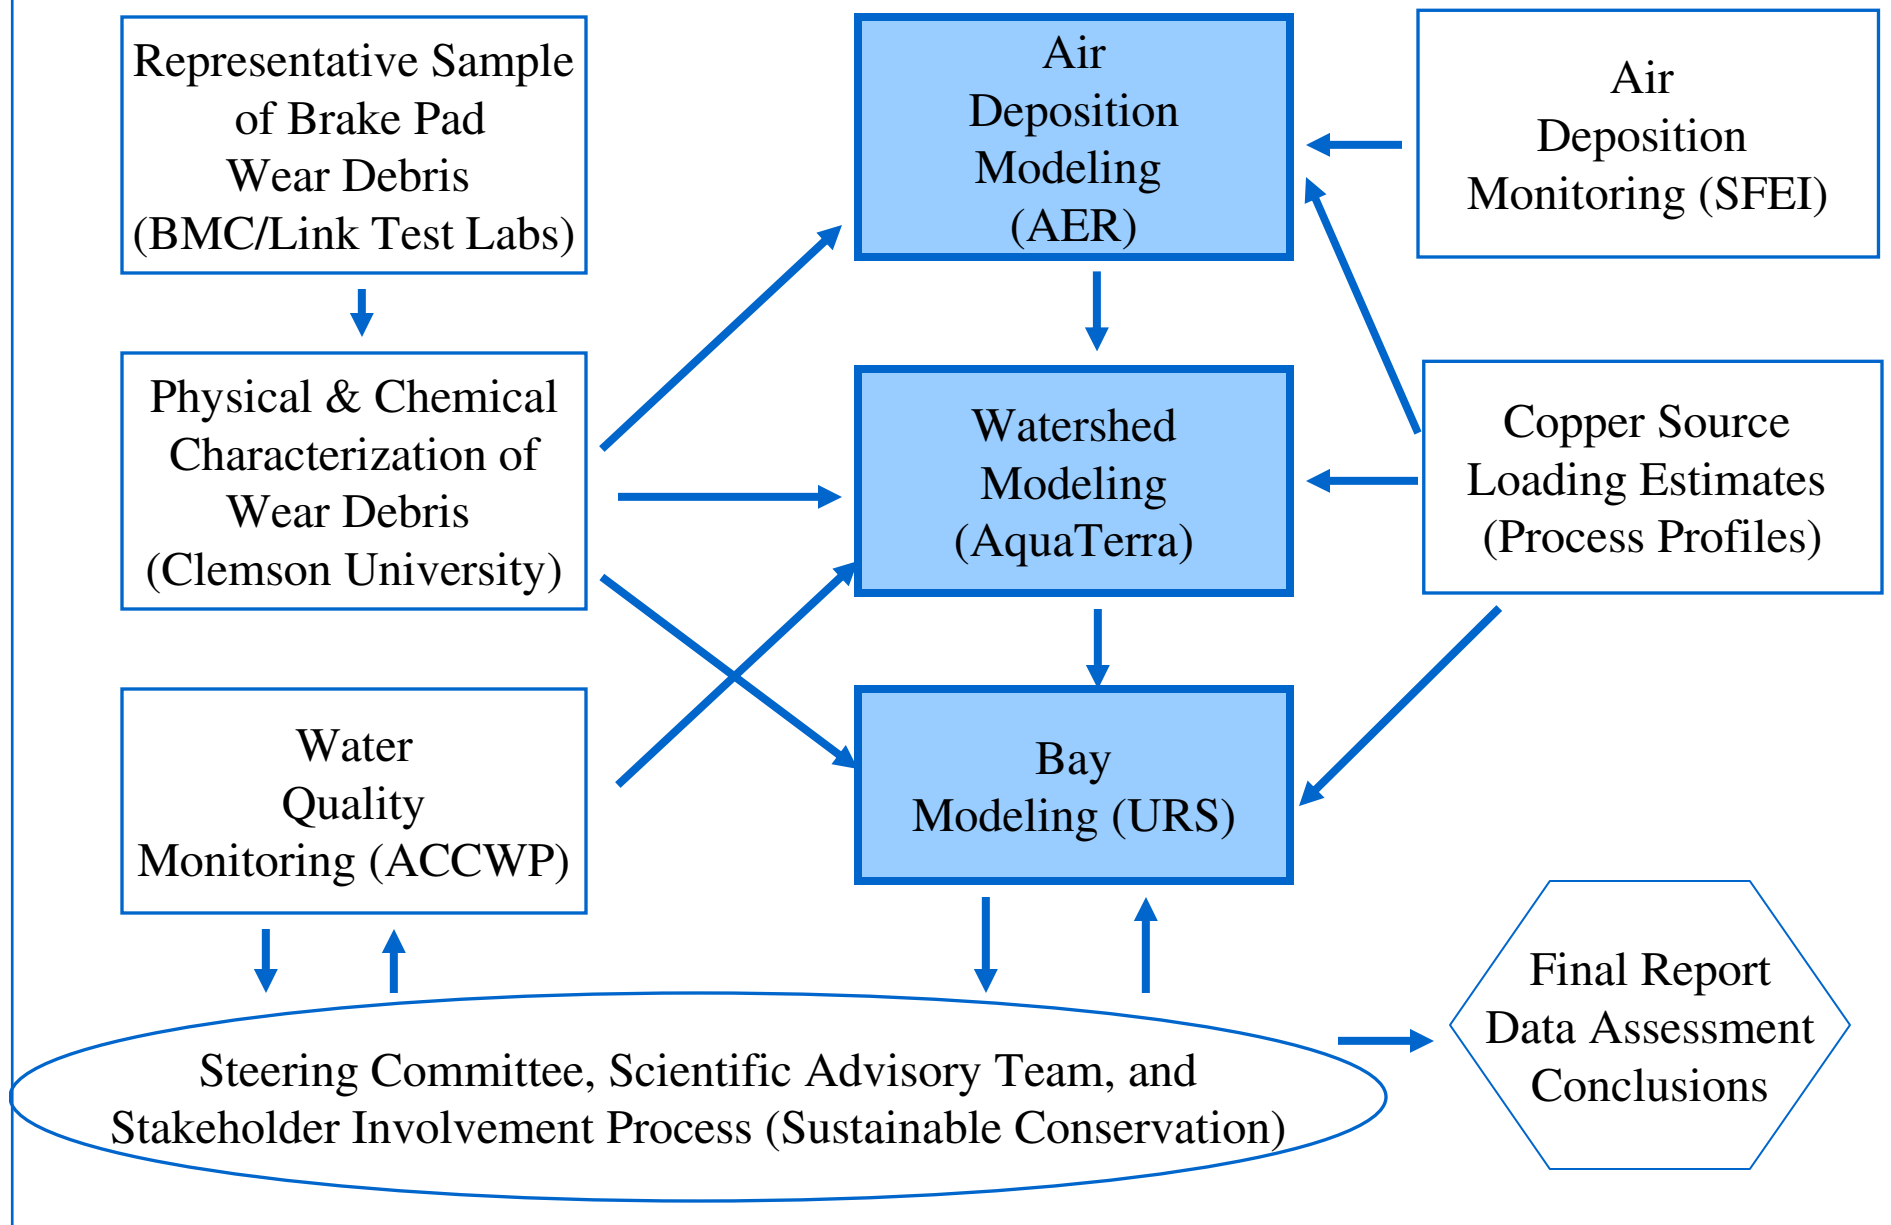 Representative Sample
of Brake Pad
Wear Debris
(BMC/Link Test Labs)
Air
Deposition
Modeling
(AER)
Air
Deposition
Monitoring (SFEI)
Physical & Chemical
Characterization of
Wear Debris
(Clemson University)
Watershed
Modeling
(AquaTerra)
Copper Source
Loading Estimates
(Process Profiles)
Water
Quality
Monitoring (ACCWP)
Bay
Modeling (URS)
Steering Committee, Scientific Advisory Team, and
Stakeholder Involvement Process (Sustainable Conservation)
Final Report
Data Assessment
Conclusions